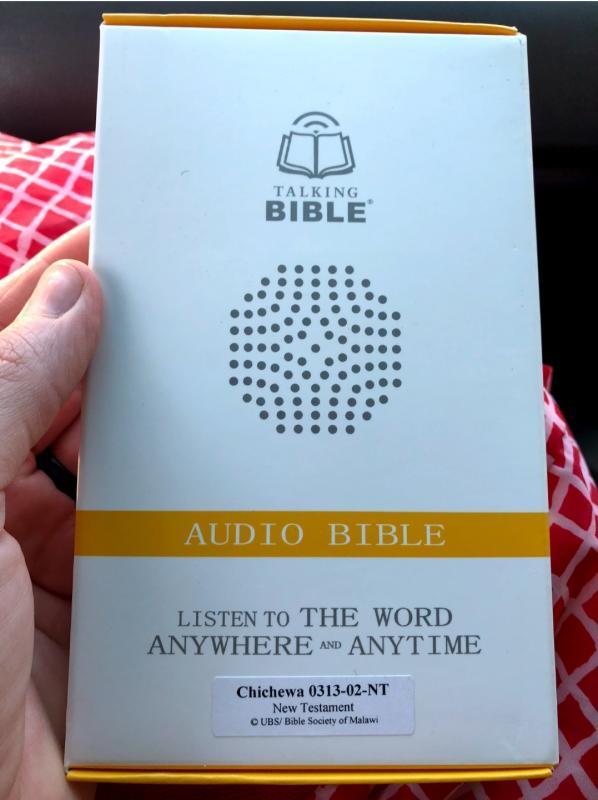 TALKING
BIBLE®
AUDIO BIBLE
LISTEN TO THE WORD
ANYWHERE AND ANYTIME
Chichewa 0313-02-NT
New Testament
© UBS/ Bible Society of Malawi